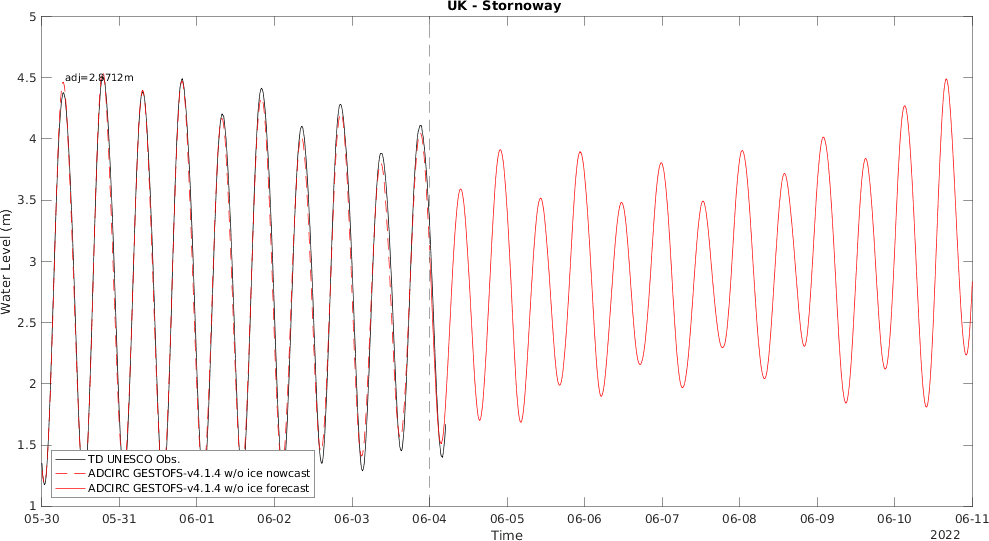 UK - Stornoway
adj=2.8712m
Water Level (m)
5
4.5
4
3.5
3
2.5
2
1.5
1
TD UNESCO Obs.
ADCIRC GESTOFS-v4.1.4 w/o ice nowcast
ADCIRC GESTOFS-v4.1.4 w/o ice forecast
05-30 05-31 06-01 06-02 06-03 06-04 06-05 06-06 06-07 06-08 06-09 06-10 06-11
Time
2022